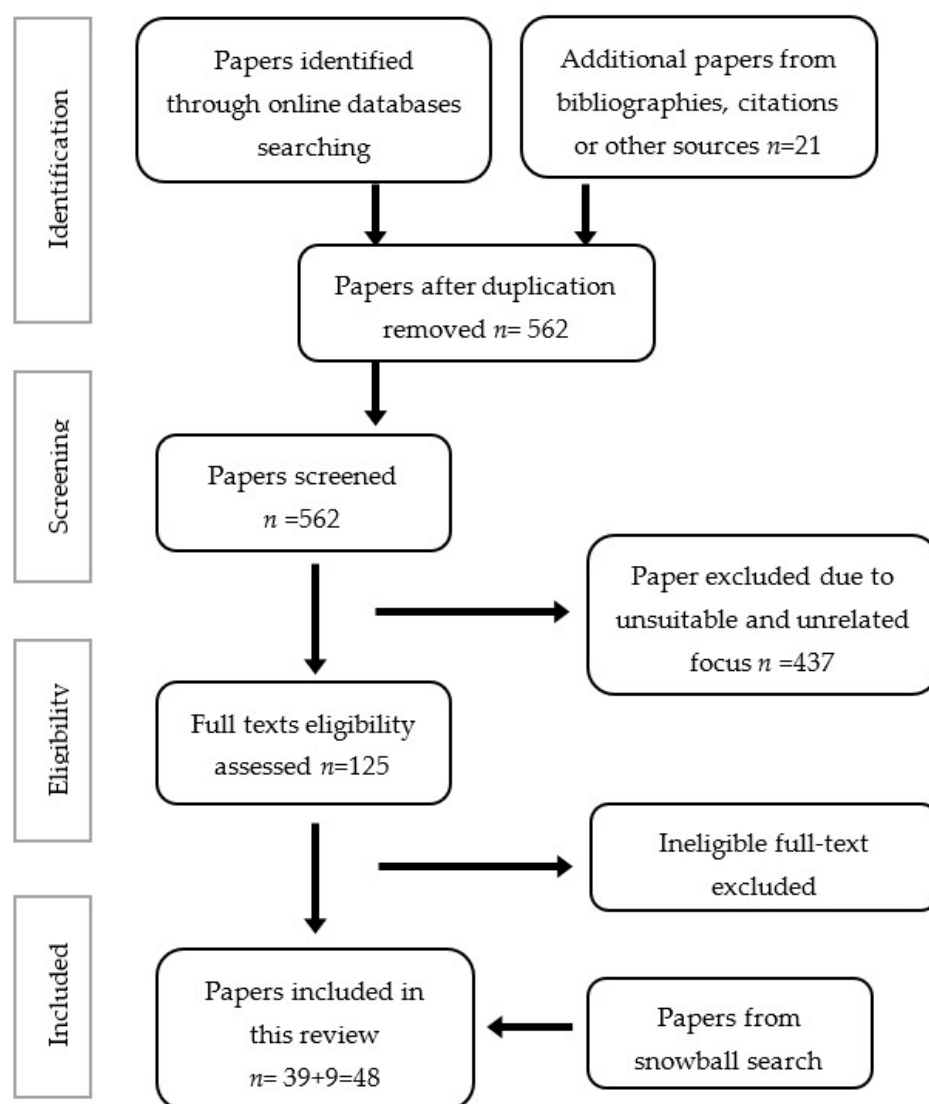 Identification
Papers identified
through online databases
searching
Additional papers from
bibliographies, citations
or other sources n=21
Papers after duplication
removed n= 562
Screening
Papers screened
n =562
Paper excluded due to
unsuitable and unrelated
focus n =437
Eligibility
Full texts eligibility
assessed n=125
Ineligible full-text
excluded
Included
Papers included in
this review
n= 39+9=48
Papers from
snowball search